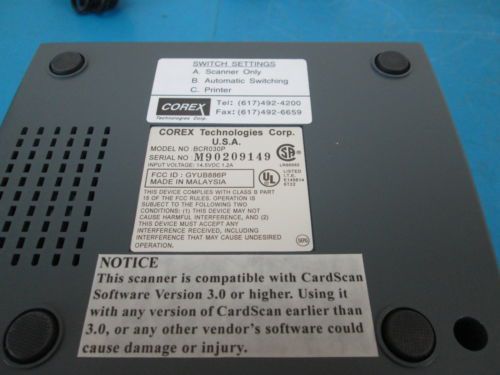 SWITCH SETTINGS
A. Scanner Only
B. Automatic Switching
C. Printer
COREX
Technologies Corp.
Tel: (617)492-4200
Fax: (617)492-6659
COREX Technologies Corp.
U.S.A.
MODEL NO: BCR030P
SERIAL NO: M90209149
INPUT VOLTAGE: 14.5VDC 1.2A
FCC ID : GYUB886P
MADE IN MALAYSIA
UL
LISTED
I.T.E.
THIS DEVICE COMPLIES WITH CLASS B PART
15 OF THE FCC RULES. OPERATION IS
SUBJECT TO THE FOLLOWING TWO
CONDITIONS: (1) THIS DEVICE MAY NOT
CAUSE HARMFUL INTERFERENCE, AND (2)
THIS DEVICE MUST ACCEPT ANY
INTERFERENCE RECEIVED, INCLUDING
INTERFERENCE THAT MAY CAUSE UNDESIRED
OPERATION.
NOTICE
This scanner is compatible with CardScan
Software Version 3.0 or higher. Using it
with any version of CardScan earlier than
3.0, or any other vendor's software could
cause damage or injury.